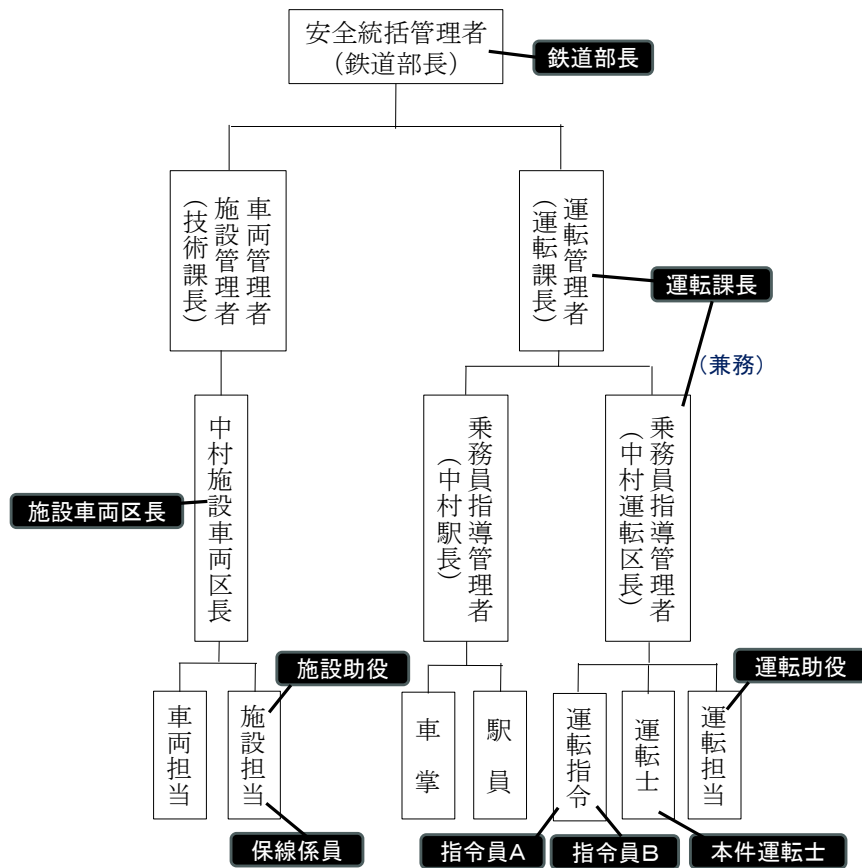 安全統括管理者
（鉄道部長）
鉄道部長
車両管理者
施設管理者
（技術課長）
運転管理者
（運転課長）
運転課長
（兼務）
中村施設車両区長
施設車両区長
乗務員指導管理者
（中村駅長）
乗務員指導管理者
（中村運転区長）
施設助役
運転助役
車両担当
施設担当
車掌
駅員
運転指令
運転士
運転担当
保線係員
指令員A
指令員B
本件運転士